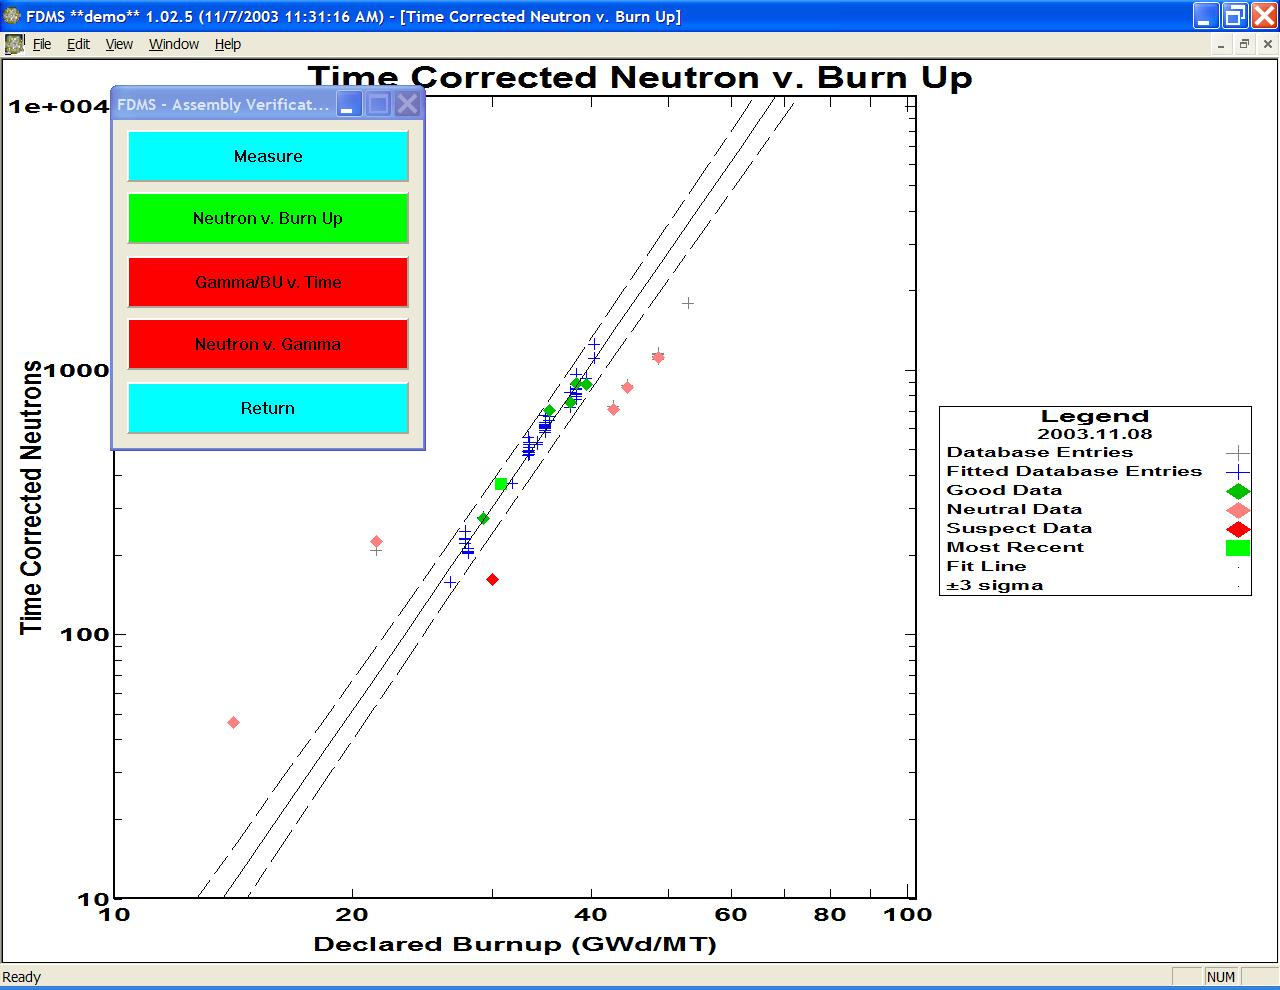 FDMS **demo** 1.02.5 (11/7/2003 11:31:16 AM) - [Time Corrected Neutron v. Burn Up]
File Edit View Window Help
Time Corrected Neutron v. Burn Up
FDMS - Assembly Verificat...
Measure
Neutron v. Burn Up
Gamma/BU v. Time
Neutron v. Gamma
Return
Time Corrected Neutrons
1e+004
1000
100
10
10 20 40 60 80 100
Declared Burnup (GWd/MT)
Legend
2003.11.08
Database Entries
Fitted Database Entries
Good Data
Neutral Data
Suspect Data
Most Recent
Fit Line
±3 sigma
Ready NUM